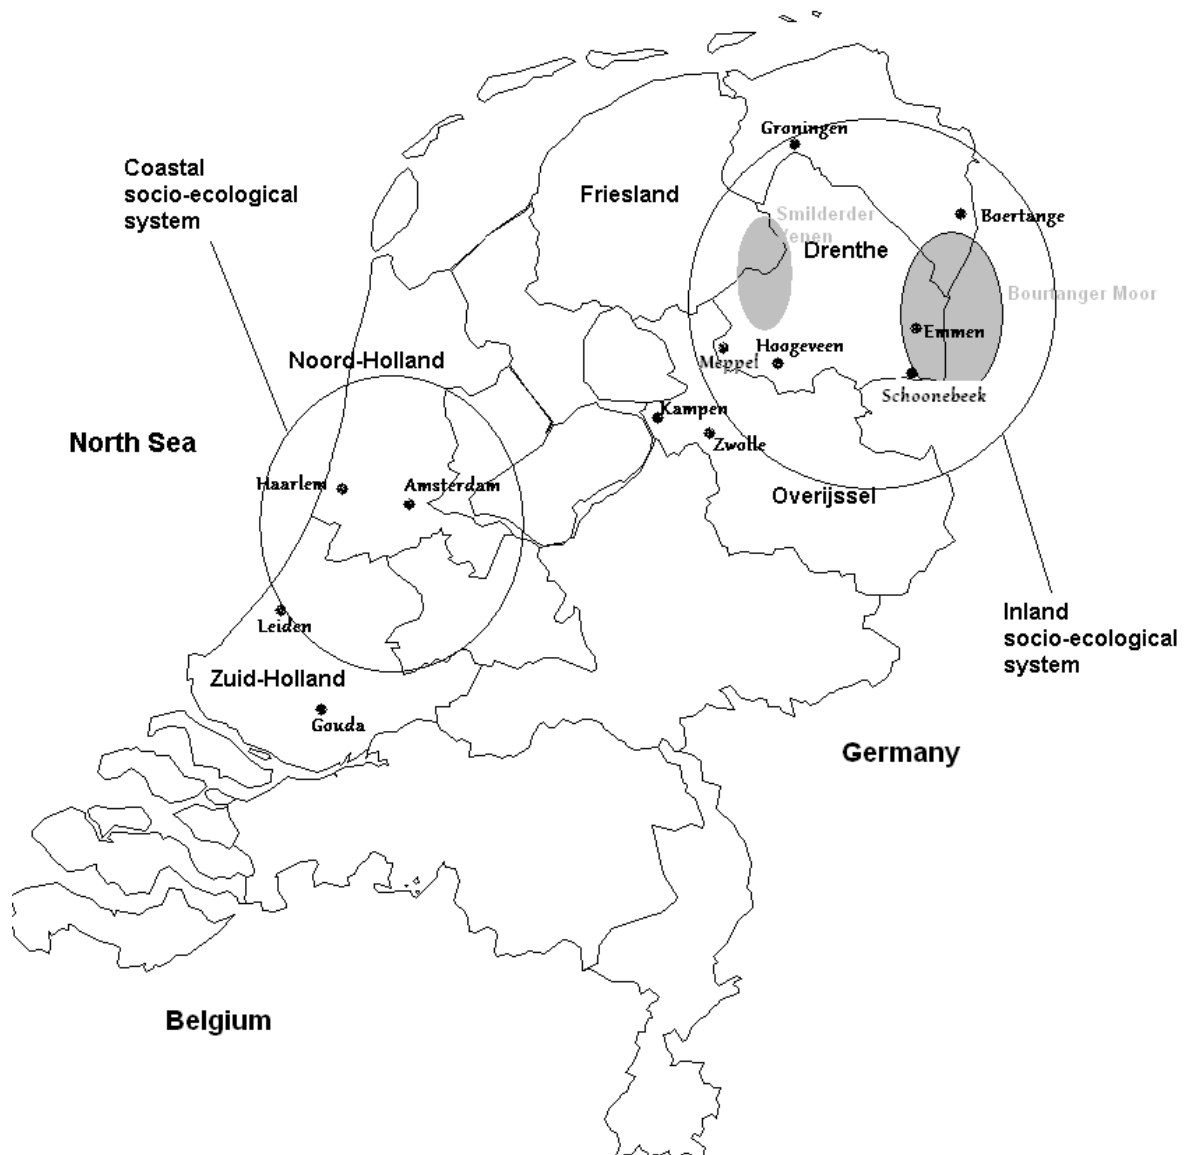 Groningen
Coastal
socio-ecological
system
Friesland
Smilderder
Venen
Boertange
Drenthe
Bourtanger Moor
Emmen
Noord-Holland
Hoogeveen
Meppel
Schoonebeek
Kampen
North Sea
Zwolle
Haarlem
Amsterdam
Overijssel
Leiden
Inland
socio-ecological
system
Zuid-Holland
Gouda
Germany
Belgium